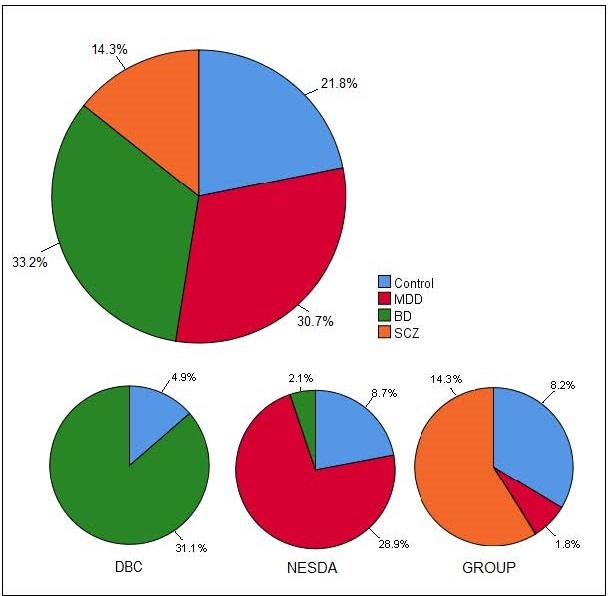 14.3%
21.8%
33.2%
30.7%
Control
MDD
BD
SCZ
4.9%
31.1%
DBC
2.1%
8.7%
28.9%
NESDA
14.3%
8.2%
1.8%
GROUP